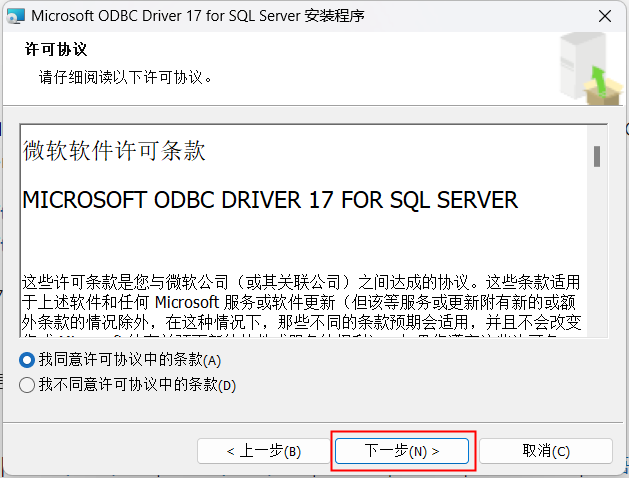 Microsoft ODBC Driver 17 for SQL Server 安装程序
许可协议
请仔细阅读以下许可协议。
微软软件许可条款
MICROSOFT ODBC DRIVER 17 FOR SQL SERVER
这些许可条款是您与微软公司（或其关联公司）之间达成的协议。这些条款适用
于上述软件和任何 Microsoft 服务或软件更新（但该等服务或更新附有新的或额
外条款的情况除外，在这种情况下，那些不同的条款预期会适用，并且不会改变
我同意许可协议中的条款(A)
我不同意许可协议中的条款(D)
< 上一步(B)
下一步(N) >
取消(C)